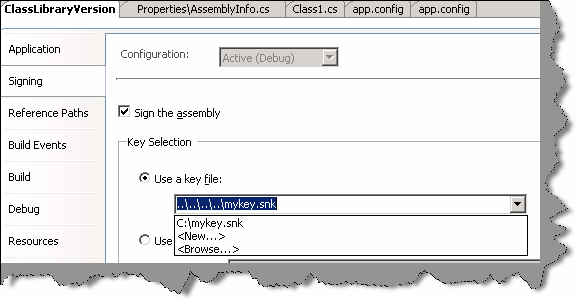 ClassLibraryVersion Properties\AssemblyInfo.cs Class1.cs app.config app.config
Application
Configuration: Active (Debug)
Signing
Reference Paths
Sign the assembly
Build Events
Key Selection
Build
Use a key file:
Debug
..\..\..\..\mykey.snk
C:\mykey.snk
Resources
Use
<New...>
<Browse...>